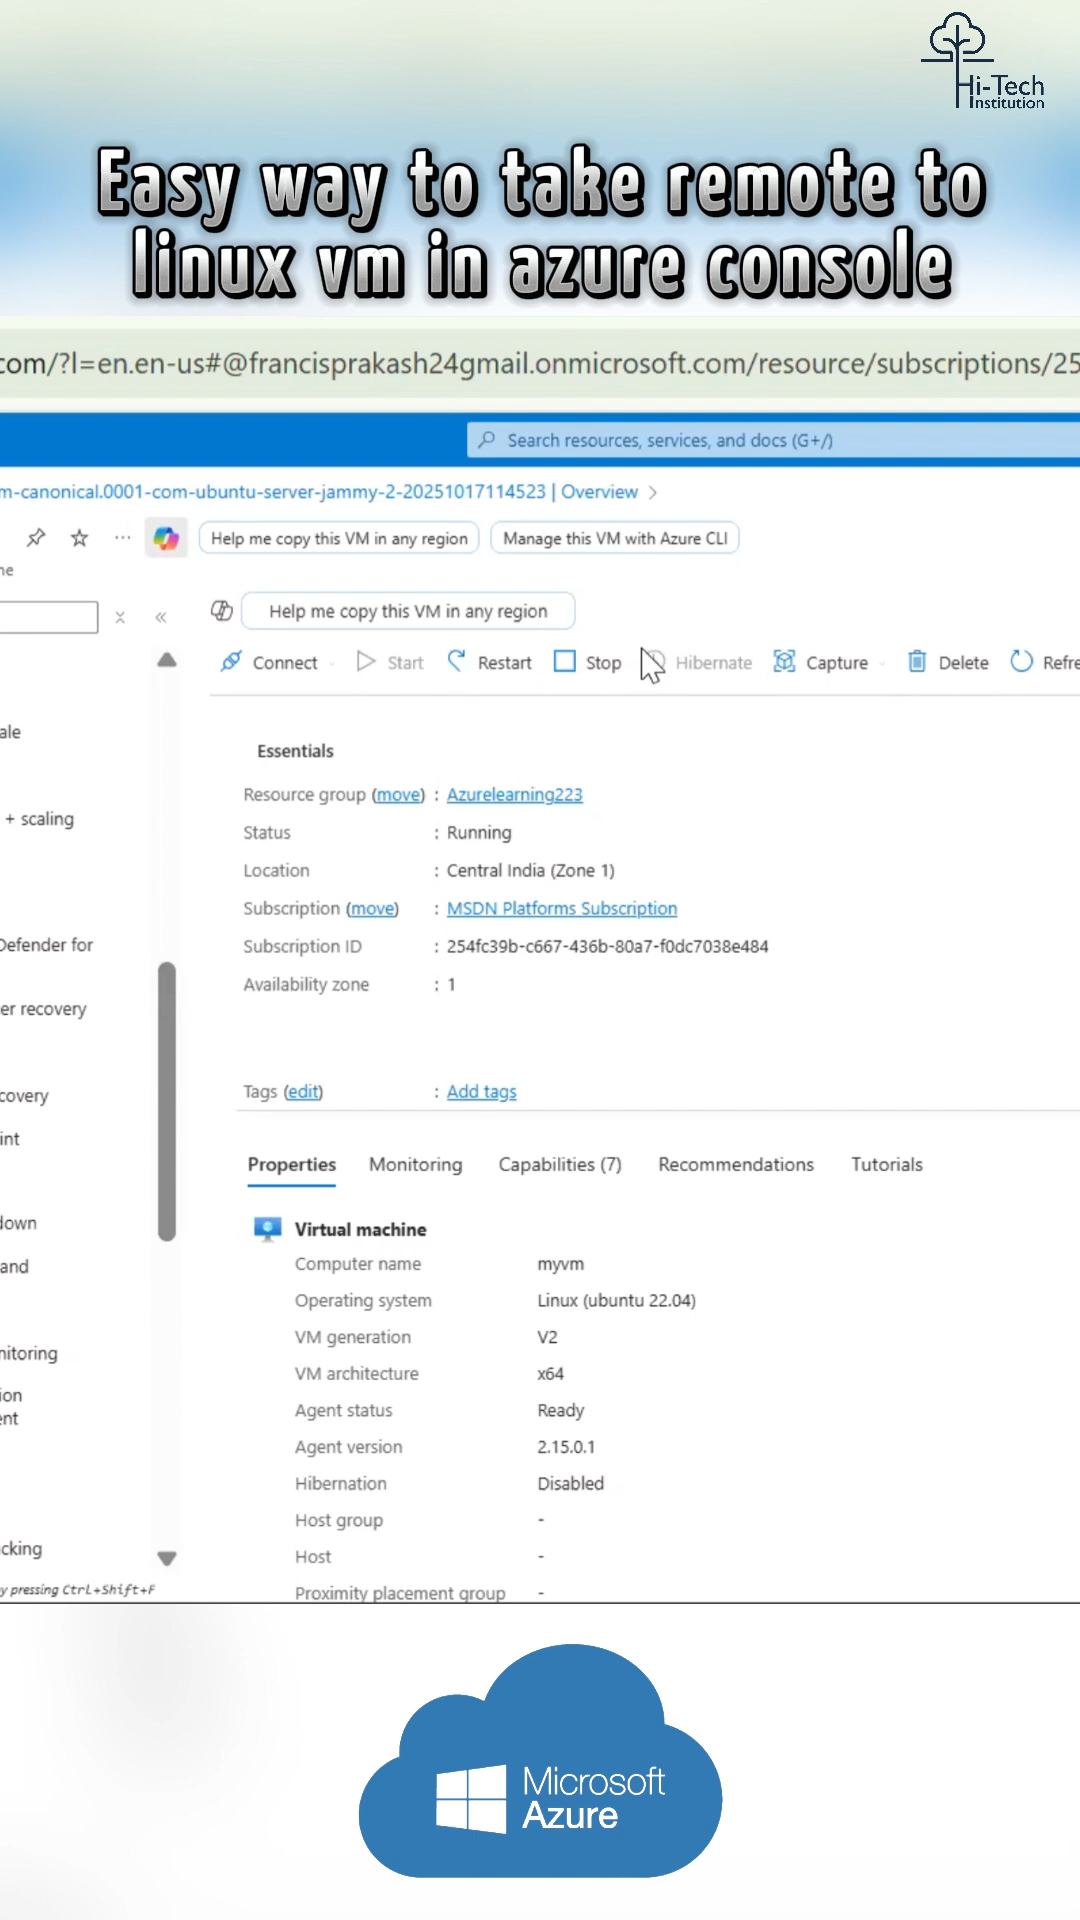 Hi-Tech
Institution
Easy way to take remote to
linux vm in azure console
com/?l=en.en-us#@francisprakash24gmail.onmicrosoft.com/resource/subscriptions/25
Search resources, services, and docs (G+/)
m-canonical.0001-com-ubuntu-server-jammy-2-20251017114523 | Overview >
... Help me copy this VM in any region Manage this VM with Azure CLI
me
Help me copy this VM in any region
Connect Start Restart Stop Hibernate Capture Delete Refre
ale
+ scaling
Defender for
er recovery
covery
int
down
and
nitoring
ion
ent
cking
y pressing Ctrl+Shift+F
Essentials
Resource group (move) : Azurelearning223
Status : Running
Location : Central India (Zone 1)
Subscription (move) : MSDN Platforms Subscription
Subscription ID : 254fc39b-c667-436b-80a7-f0dc7038e484
Availability zone : 1
Tags (edit) : Add tags
Properties Monitoring Capabilities (7) Recommendations Tutorials
Virtual machine
Computer name myvm
Operating system Linux (ubuntu 22.04)
VM generation V2
VM architecture x64
Agent status Ready
Agent version 2.15.0.1
Hibernation Disabled
Host group -
Host -
Proximity placement group -
Microsoft
Azure